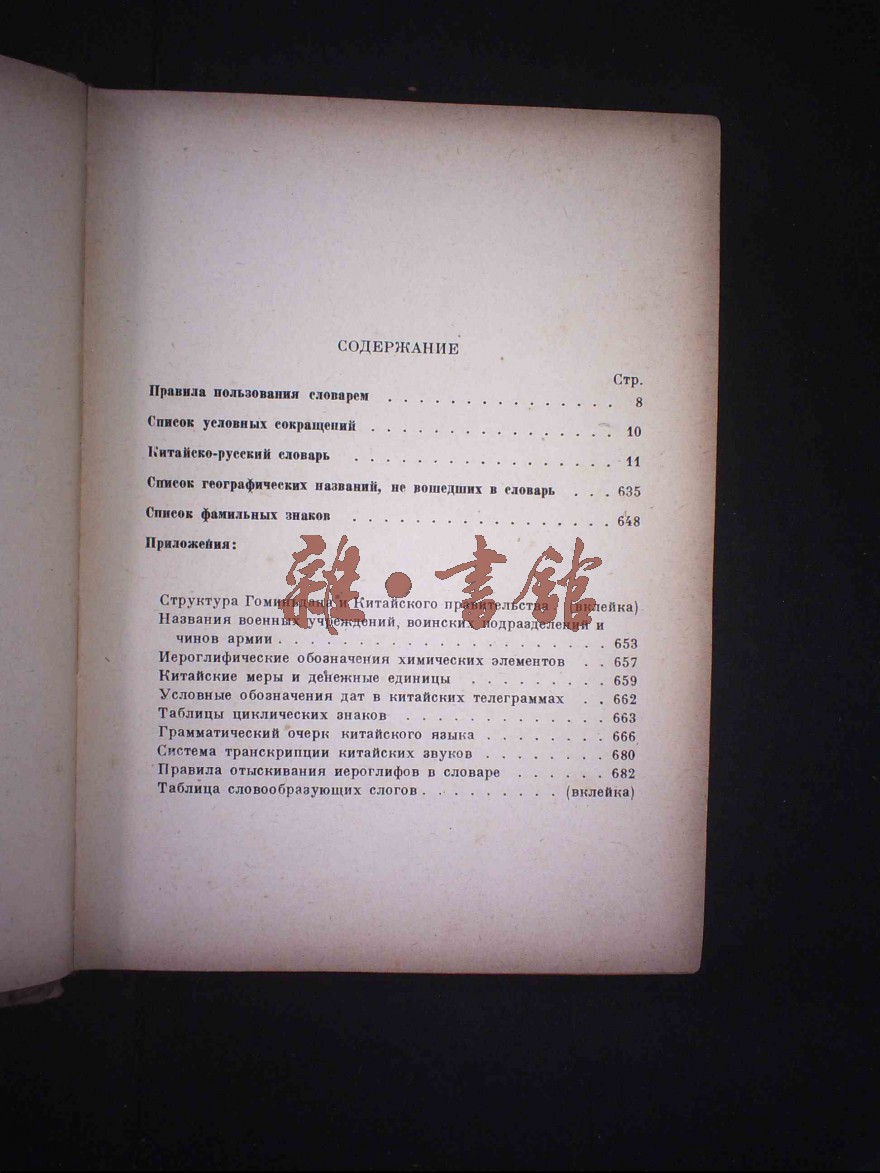 СОДЕРЖАНИЕ
Стр.
Правила пользования словарем . . . . . . . . . . . . . . . 8
Список условных сокращений . . . . . . . . . . . . . . . . 10
Китайско-русский словарь . . . . . . . . . . . . . . . . . 11
Список географических названий, не вошедших в словарь . . . 635
Список фамильных знаков . . . . . . . . . . . . . . . . . 648
Приложения:
雜•書館
Структура Гоминьдана и Китайского правительства . (вклейка)
Названия военных учреждений, воинских подразделений и
чинов армии . . . . . . . . . . . . . . . . . . . . . 653
Иероглифические обозначения химических элементов . . 657
Китайские меры и денежные единицы . . . . . . . . . 659
Условные обозначения дат в китайских телеграммах . . 662
Таблицы циклических знаков . . . . . . . . . . . . . 663
Грамматический очерк китайского языка . . . . . . . . 666
Система транскрипции китайских звуков . . . . . . . . 680
Правила отыскивания иероглифов в словаре . . . . . . 682
Таблица словообразующих слогов . . . . . . . . . (вклейка)